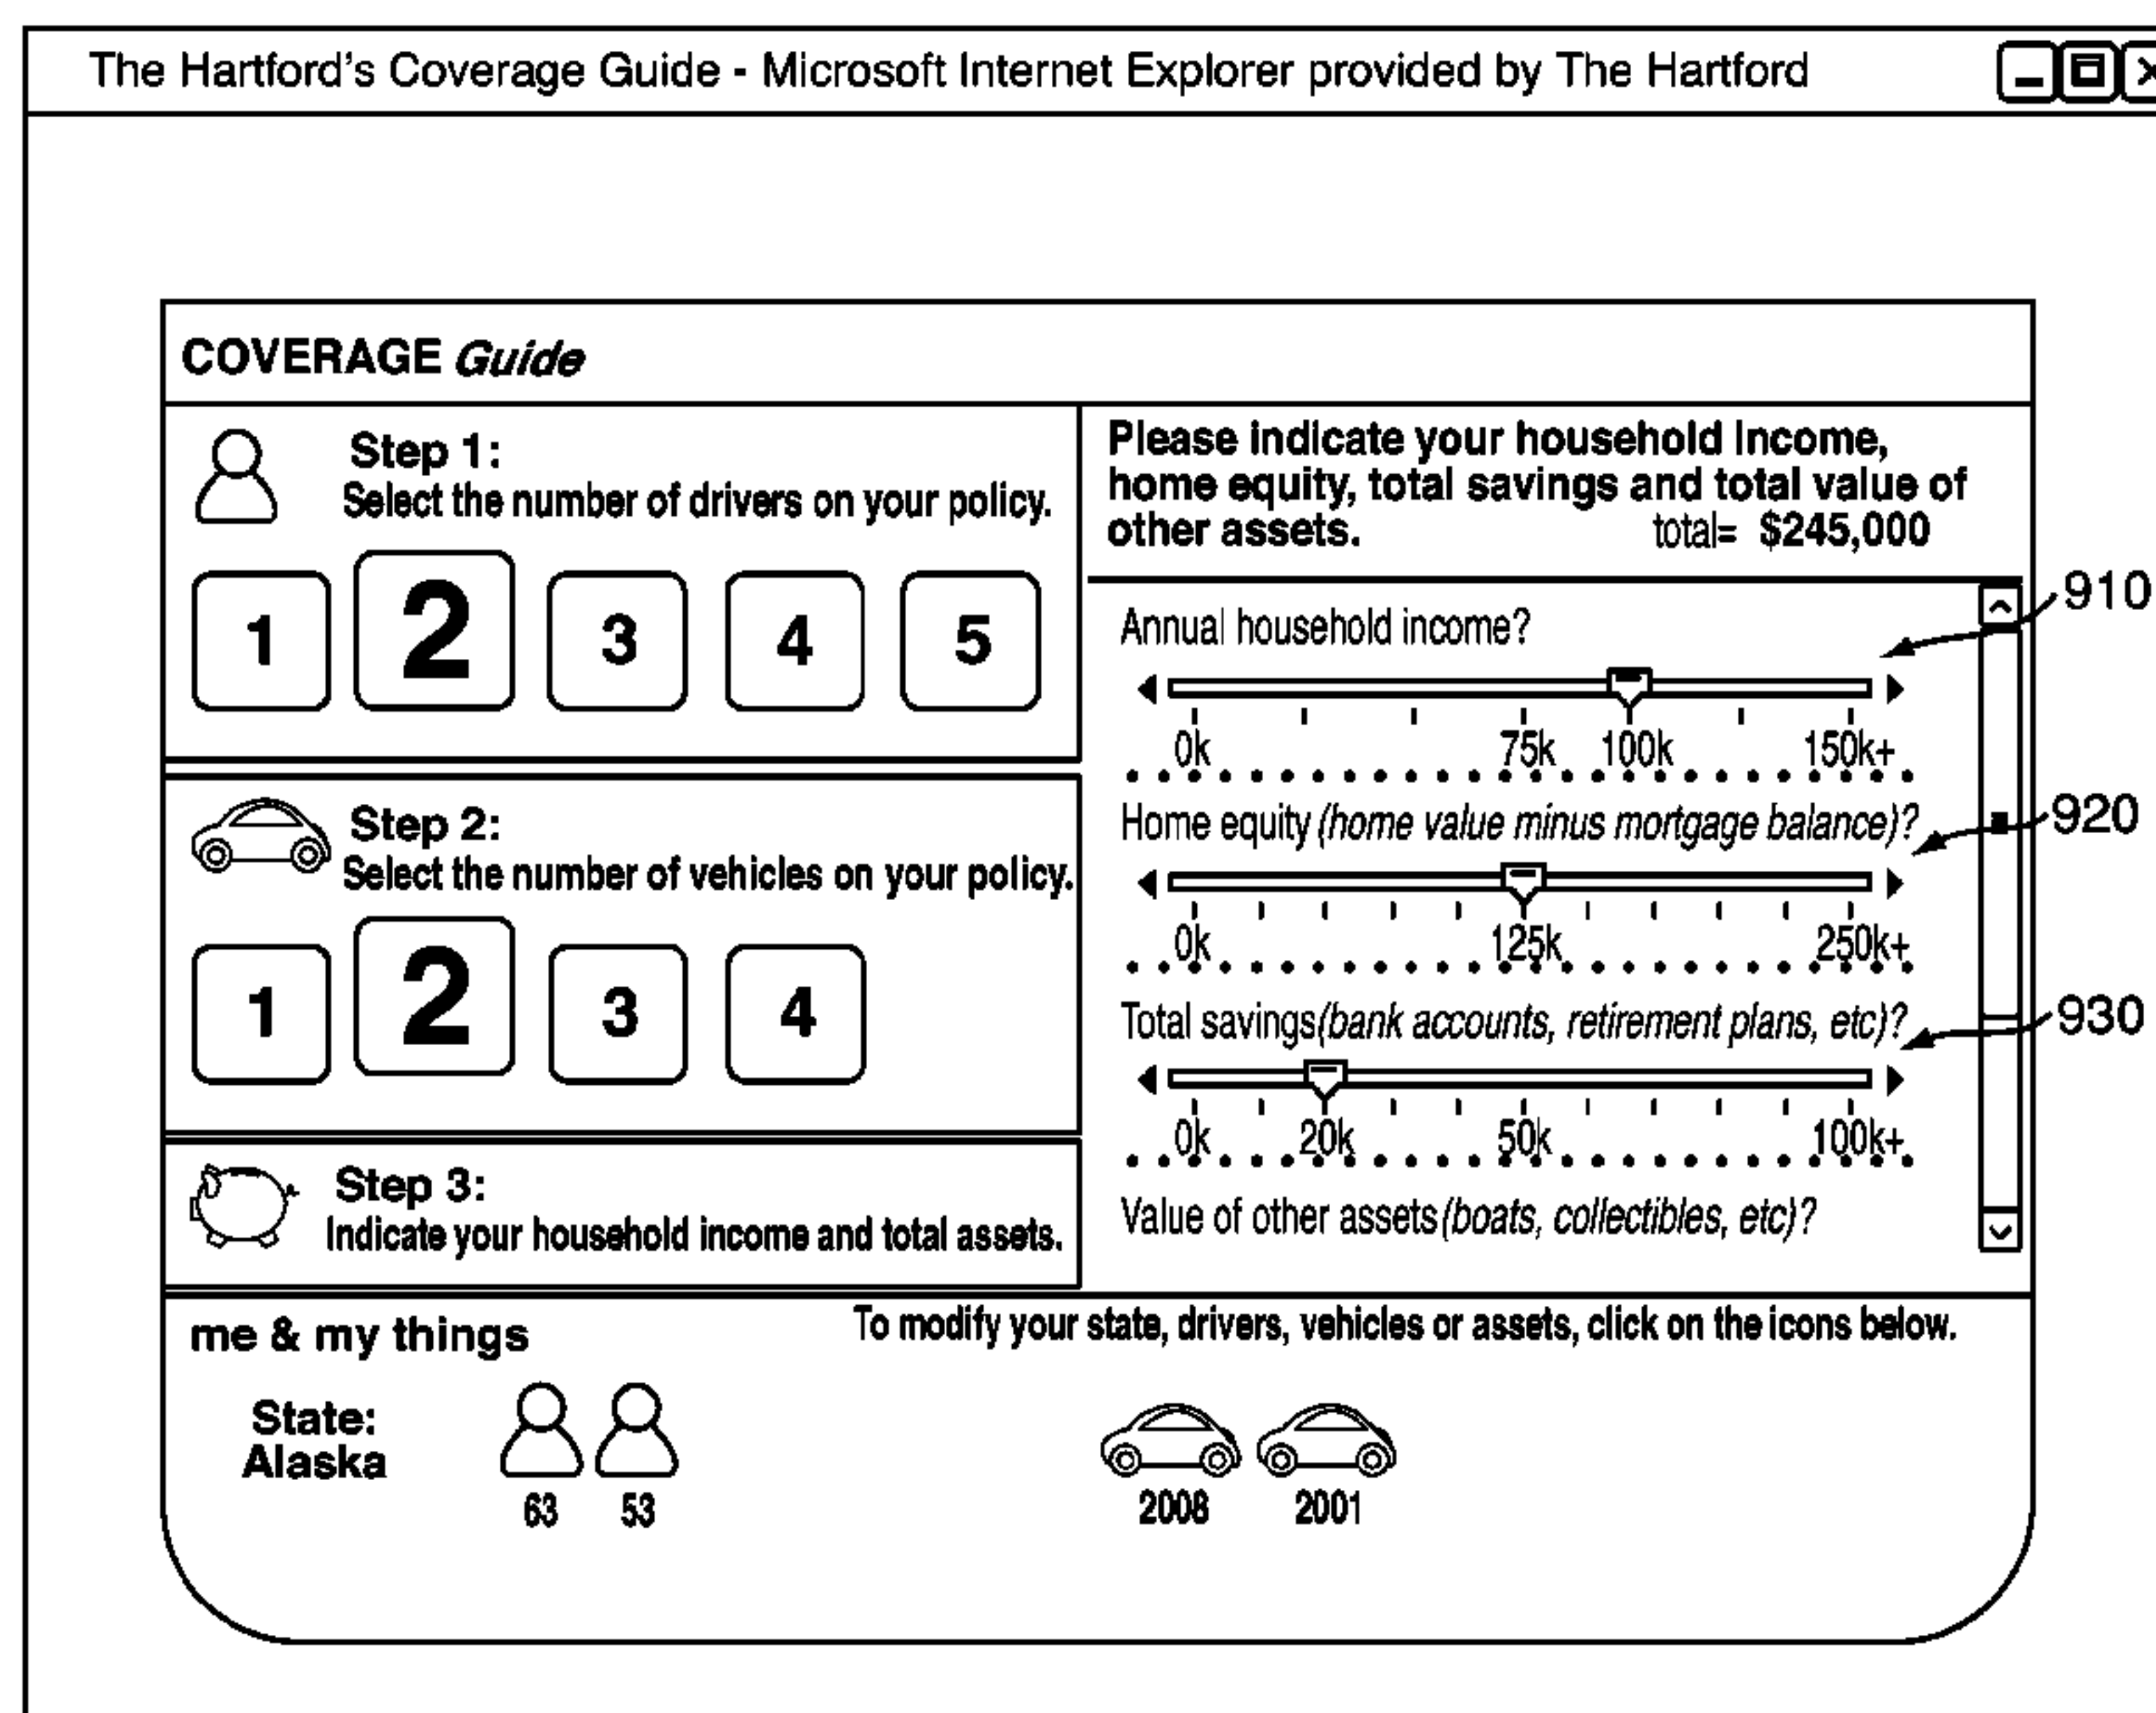 The Hartford's Coverage Guide - Microsoft Internet Explorer provided by The Hartford
COVERAGE Guide
Step 1:
Select the number of drivers on your policy.
1 2 3 4 5
Step 2:
Select the number of vehicles on your policy.
1 2 3 4
Step 3:
Indicate your household income and total assets.
Please indicate your household Income,
home equity, total savings and total value of
other assets. total= $245,000
910
Annual household income?
0k 75k 100k 150k+
Home equity (home value minus mortgage balance)?
920
0k 125k 250k+
Total savings(bank accounts, retirement plans, etc)?
930
0k 20k 50k 100k+
Value of other assets(boats, collectibles, etc)?
me & my things
To modify your state, drivers, vehicles or assets, click on the icons below.
State:
Alaska
63 53
2008 2001